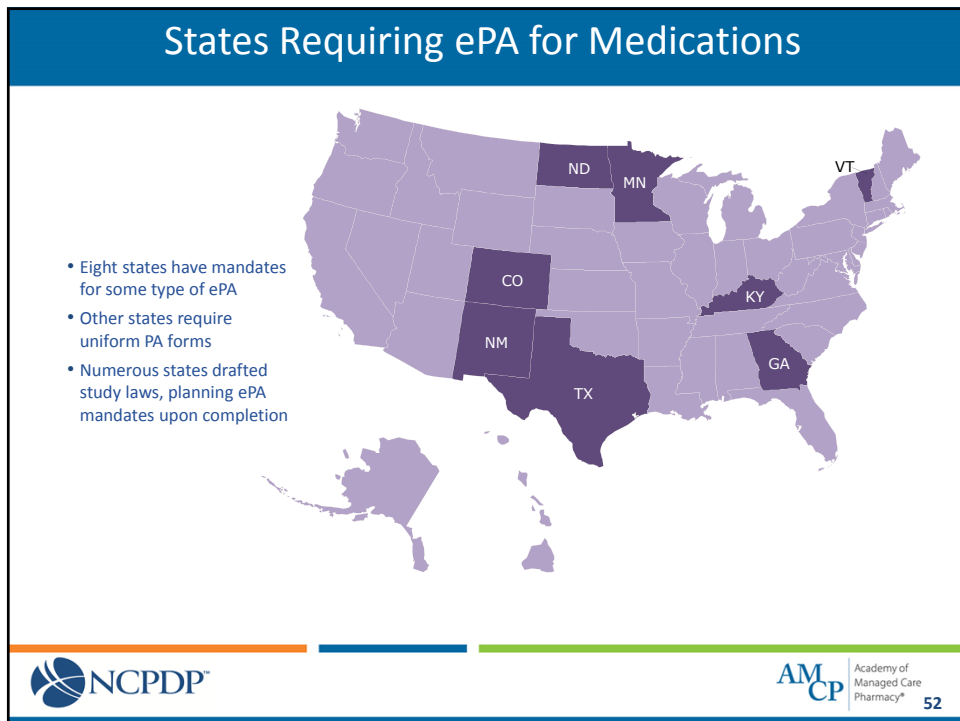 States Requiring ePA for Medications
VT
ND
MN
• Eight states have mandates
for some type of ePA
• Other states require
uniform PA forms
• Numerous states drafted
study laws, planning ePA
mandates upon completion
CO
KY
NM
GA
TX
NCPDP™
AMCP
Academy of
Managed Care
Pharmacy®
52